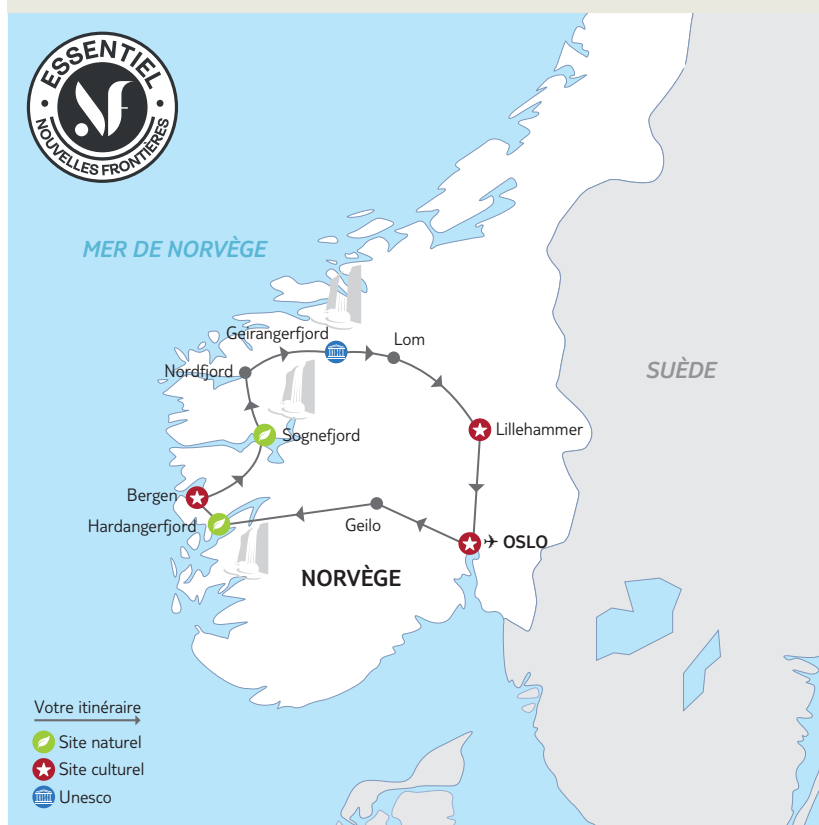 ESSENTIEL
NF
NOUVELLES FRONTIÈRES
MER DE NORVÈGE
Geirangerfjord
Lom
Nordfjord
SUÈDE
Sognefjord
Lillehammer
Bergen
Hardangerfjord
Geilo
OSLO
NORVÈGE
Votre itinéraire
Site naturel
Site culturel
Unesco